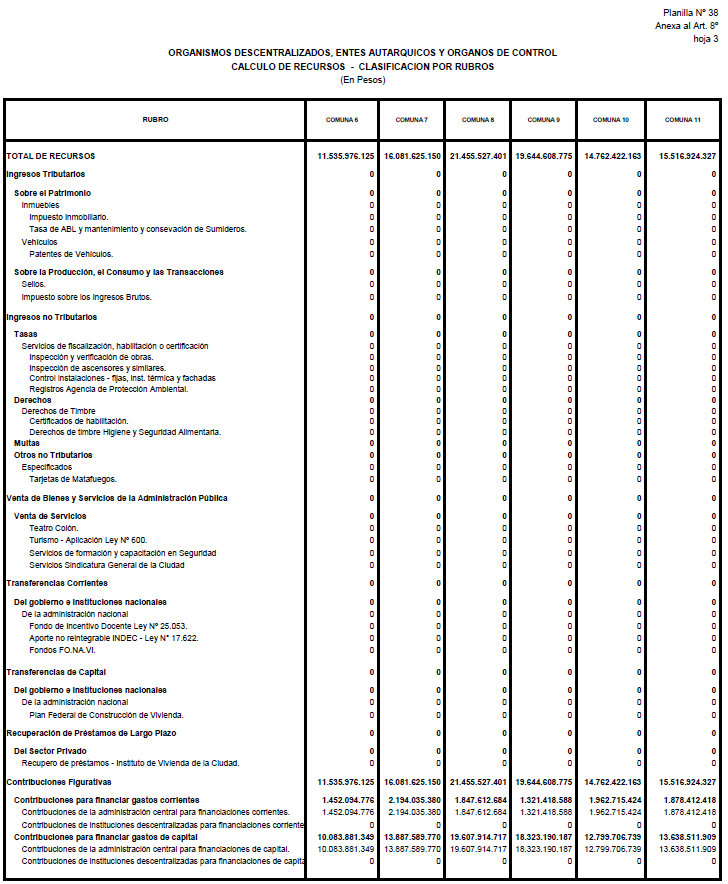 Planilla Nº 38
Anexa al Art. 8º
hoja 3
ORGANISMOS DESCENTRALIZADOS, ENTES AUTARQUICOS Y ORGANOS DE CONTROL
CALCULO DE RECURSOS - CLASIFICACION POR RUBROS
(En Pesos)
RUBRO COMUNA 6 COMUNA 7 COMUNA 8 COMUNA 9 COMUNA 10 COMUNA 11
TOTAL DE RECURSOS 11.535.976.125 16.081.625.150 21.455.527.401 19.644.608.775 14.762.422.163 15.516.924.327
Ingresos Tributarios 0 0 0 0 0 0
Sobre el Patrimonio 0 0 0 0 0 0
Inmuebles 0 0 0 0 0 0
Impuesto Inmobiliario. 0 0 0 0 0 0
Tasa de ABL y mantenimiento y consevación de Sumideros. 0 0 0 0 0 0
Vehículos 0 0 0 0 0 0
Patentes de Vehículos. 0 0 0 0 0 0
Sobre la Producción, el Consumo y las Transacciones 0 0 0 0 0 0
Sellos. 0 0 0 0 0 0
Impuesto sobre los Ingresos Brutos. 0 0 0 0 0 0
Ingresos no Tributarios 0 0 0 0 0 0
Tasas 0 0 0 0 0 0
Servicios de fiscalización, habilitación o certificación 0 0 0 0 0 0
Inspección y verificación de obras. 0 0 0 0 0 0
Inspección de ascensores y similares. 0 0 0 0 0 0
Control instalaciones - fijas, inst. térmica y fachadas 0 0 0 0 0 0
Registros Agencia de Protección Ambiental. 0 0 0 0 0 0
Derechos 0 0 0 0 0 0
Derechos de Timbre 0 0 0 0 0 0
Certificados de habilitación. 0 0 0 0 0 0
Derechos de timbre Higiene y Seguridad Alimentaria. 0 0 0 0 0 0
Multas 0 0 0 0 0 0
Otros no Tributarios 0 0 0 0 0 0
Especificados 0 0 0 0 0 0
Tarjetas de Matafuegos. 0 0 0 0 0 0
Venta de Bienes y Servicios de la Administración Pública 0 0 0 0 0 0
Venta de Servicios 0 0 0 0 0 0
Teatro Colón. 0 0 0 0 0 0
Turismo - Aplicación Ley Nº 600. 0 0 0 0 0 0
Servicios de formación y capacitación en Seguridad 0 0 0 0 0 0
Servicios Sindicatura General de la Ciudad 0 0 0 0 0 0
Transferencias Corrientes 0 0 0 0 0 0
Del gobierno e Instituciones nacionales 0 0 0 0 0 0
De la administración nacional 0 0 0 0 0 0
Fondo de Incentivo Docente Ley Nº 25.053. 0 0 0 0 0 0
Aporte no reintegrable INDEC - Ley N° 17.622. 0 0 0 0 0 0
Fondos FO.NA.VI. 0 0 0 0 0 0
Transferencias de Capital 0 0 0 0 0 0
Del gobierno e Instituciones nacionales 0 0 0 0 0 0
De la administración nacional 0 0 0 0 0 0
Plan Federal de Construcción de Vivienda. 0 0 0 0 0 0
Recuperación de Préstamos de Largo Plazo 0 0 0 0 0 0
Del Sector Privado 0 0 0 0 0 0
Recupero de préstamos - Instituto de Vivienda de la Ciudad. 0 0 0 0 0 0
Contribuciones Figurativas 11.535.976.125 16.081.625.150 21.455.527.401 19.644.608.775 14.762.422.163 15.516.924.327
Contribuciones para financiar gastos corrientes 1.452.094.776 2.194.035.380 1.847.612.684 1.321.418.588 1.962.715.424 1.878.412.418
Contribuciones de la administración central para financiaciones corrientes. 1.452.094.776 2.194.035.380 1.847.612.684 1.321.418.588 1.962.715.424 1.878.412.418
Contribuciones de instituciones descentralizadas para financiaciones corriente 0 0 0 0 0 0
Contribuciones para financiar gastos de capital 10.083.881.349 13.887.589.770 19.607.914.717 18.323.190.187 12.799.706.739 13.638.511.909
Contribuciones de la administración central para financiaciones de capital. 10.083.881.349 13.887.589.770 19.607.914.717 18.323.190.187 12.799.706.739 13.638.511.909
Contribuciones de instituciones descentralizadas para financiaciones de capita 0 0 0 0 0 0